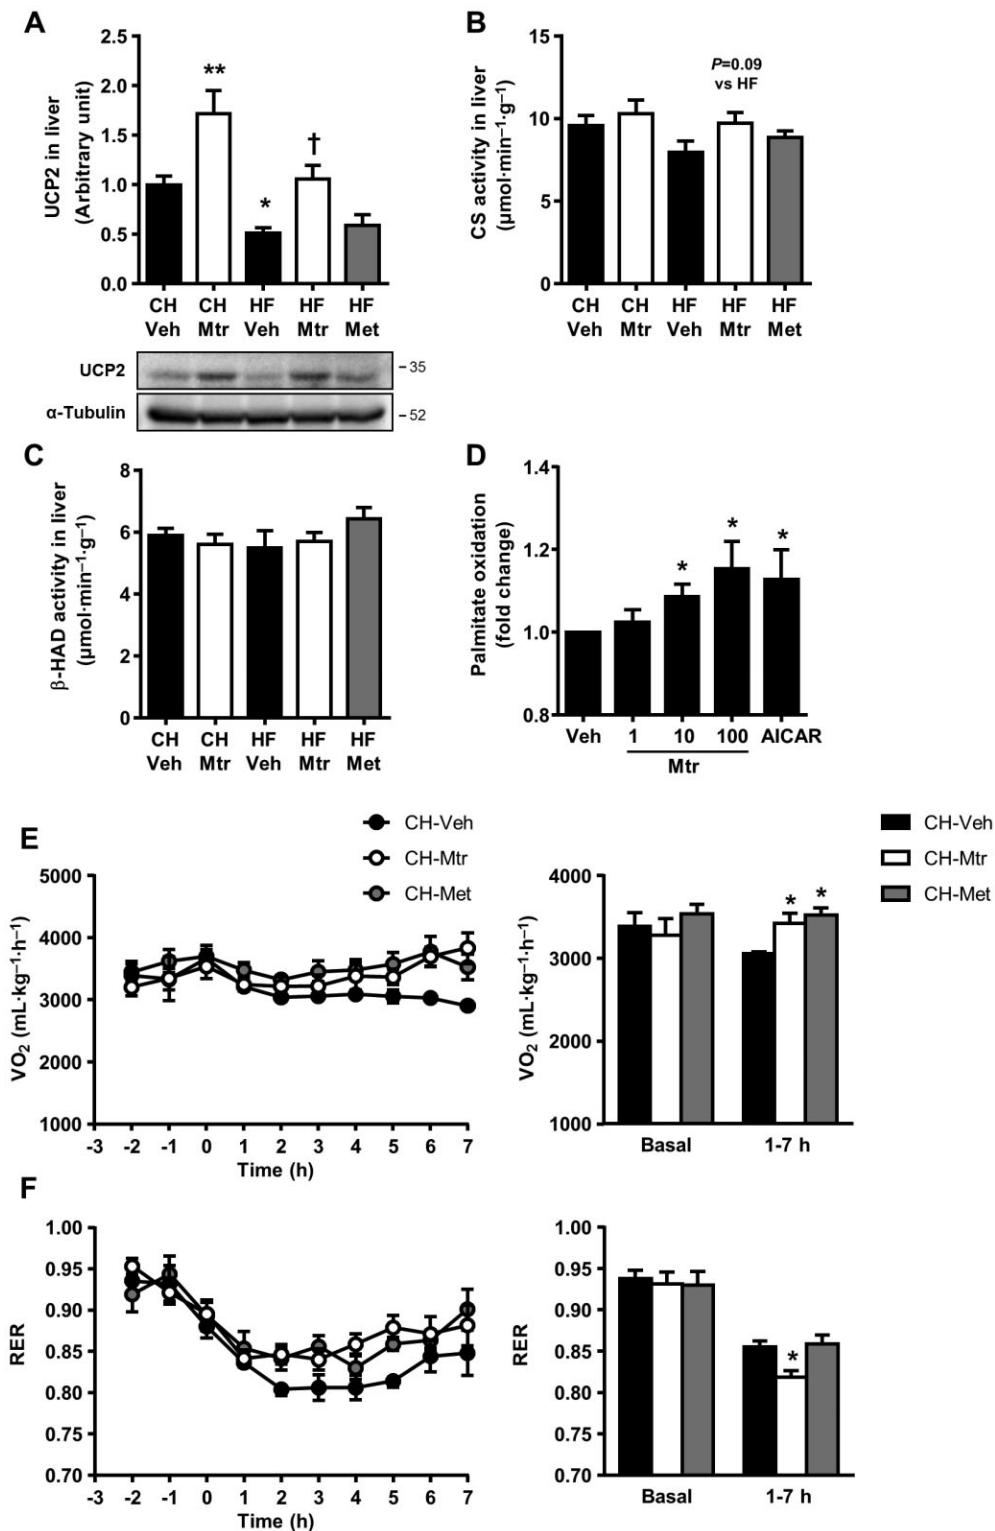 A
UCP2 in liver
(Arbitrary unit)
2.5
2.0
1.5
1.0
0.5
0.0
**
*
†
CH Veh
CH Mtr
HF Veh
HF Mtr
HF Met
UCP2
35
α-Tubulin
52
B
CS activity in liver
(µmol·min⁻¹·g⁻¹)
15
10
5
0
P=0.09
vs HF
CH Veh
CH Mtr
HF Veh
HF Mtr
HF Met
C
β-HAD activity in liver
(µmol·min⁻¹·g⁻¹)
8
6
4
2
0
CH Veh
CH Mtr
HF Veh
HF Mtr
HF Met
D
Palmitate oxidation
(fold change)
1.4
1.2
1.0
0.8
*
*
*
Veh
1
10
100
AICAR
Mtr
E
CH-Veh
CH-Mtr
CH-Met
VO₂ (mL·kg⁻¹·h⁻¹)
5000
4000
3000
2000
1000
-3 -2 -1 0 1 2 3 4 5 6 7
Time (h)
CH-Veh
CH-Mtr
CH-Met
VO₂ (mL·kg⁻¹·h⁻¹)
4000
3000
2000
1000
* *
Basal
1-7 h
F
RER
1.00
0.95
0.90
0.85
0.80
0.75
0.70
-3 -2 -1 0 1 2 3 4 5 6 7
Time (h)
RER
1.00
0.95
0.90
0.85
0.80
0.75
0.70
*
Basal
1-7 h